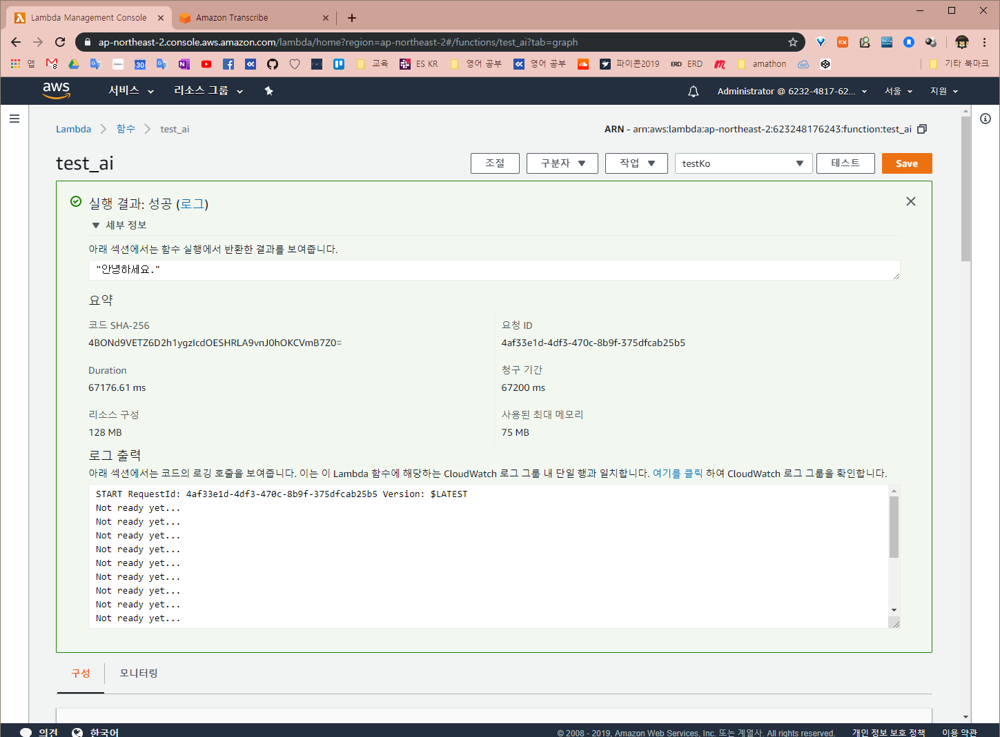 Lambda Management Console
Amazon Transcribe
ap-northeast-2.console.aws.amazon.com/lambda/home?region=ap-northeast-2#/functions/test_ai?tab=graph
앱 교육 ES KR 영어 공부 영어 공부 파이콘2019 ERD ERD amathon 기타 북마크
aws 서비스 리소스 그룹 Administrator @ 6232-4817-62... 서울 지원
Lambda 함수 test_ai
ARN - arn:aws:lambda:ap-northeast-2:623248176243:function:test_ai
test_ai
조절 구분자 작업 testKo 테스트 Save
실행 결과: 성공 (로그)
세부 정보
아래 섹션에서는 함수 실행에서 반환한 결과를 보여줍니다.
"안녕하세요."
요약
코드 SHA-256
4BONd9VETZ6D2h1ygzIcdOESHRLA9vnJ0hOKCVmB7Z0=
요청 ID
4af33e1d-4df3-470c-8b9f-375dfcab25b5
Duration
67176.61 ms
청구 기간
67200 ms
리소스 구성
128 MB
사용된 최대 메모리
75 MB
로그 출력
아래 섹션에서는 코드의 로깅 호출을 보여줍니다. 이는 이 Lambda 함수에 해당하는 CloudWatch 로그 그룹 내 단일 행과 일치합니다. 여기를 클릭 하여 CloudWatch 로그 그룹을 확인합니다.
START RequestId: 4af33e1d-4df3-470c-8b9f-375dfcab25b5 Version: $LATEST
Not ready yet...
Not ready yet...
Not ready yet...
Not ready yet...
Not ready yet...
Not ready yet...
Not ready yet...
Not ready yet...
Not ready yet...
구성 모니터링
의견 한국어
© 2008 - 2019, Amazon Web Services, Inc. 또는 계열사. All rights reserved. 개인 정보 보호 정책 이용 약관